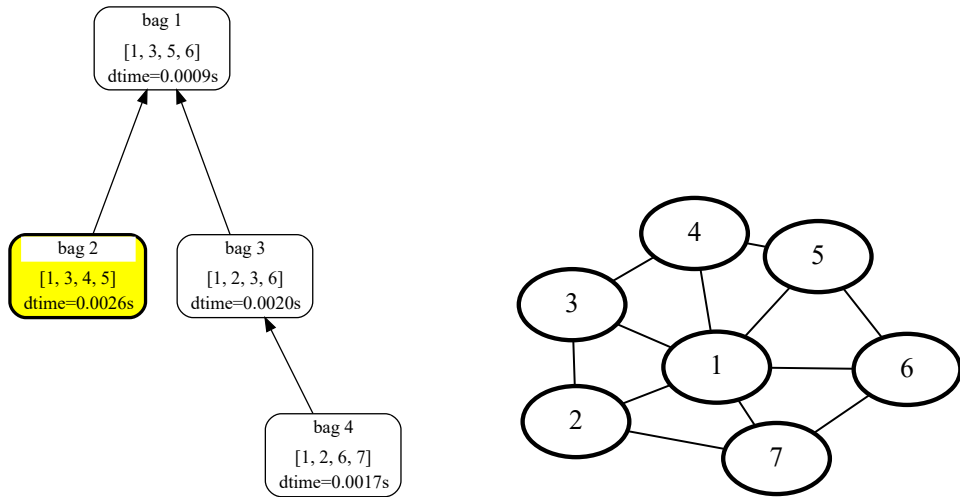 bag 1
[1, 3, 5, 6]
dtime=0.0009s
bag 2
[1, 3, 4, 5]
dtime=0.0026s
bag 3
[1, 2, 3, 6]
dtime=0.0020s
bag 4
[1, 2, 6, 7]
dtime=0.0017s
4
5
3
1
6
2
7